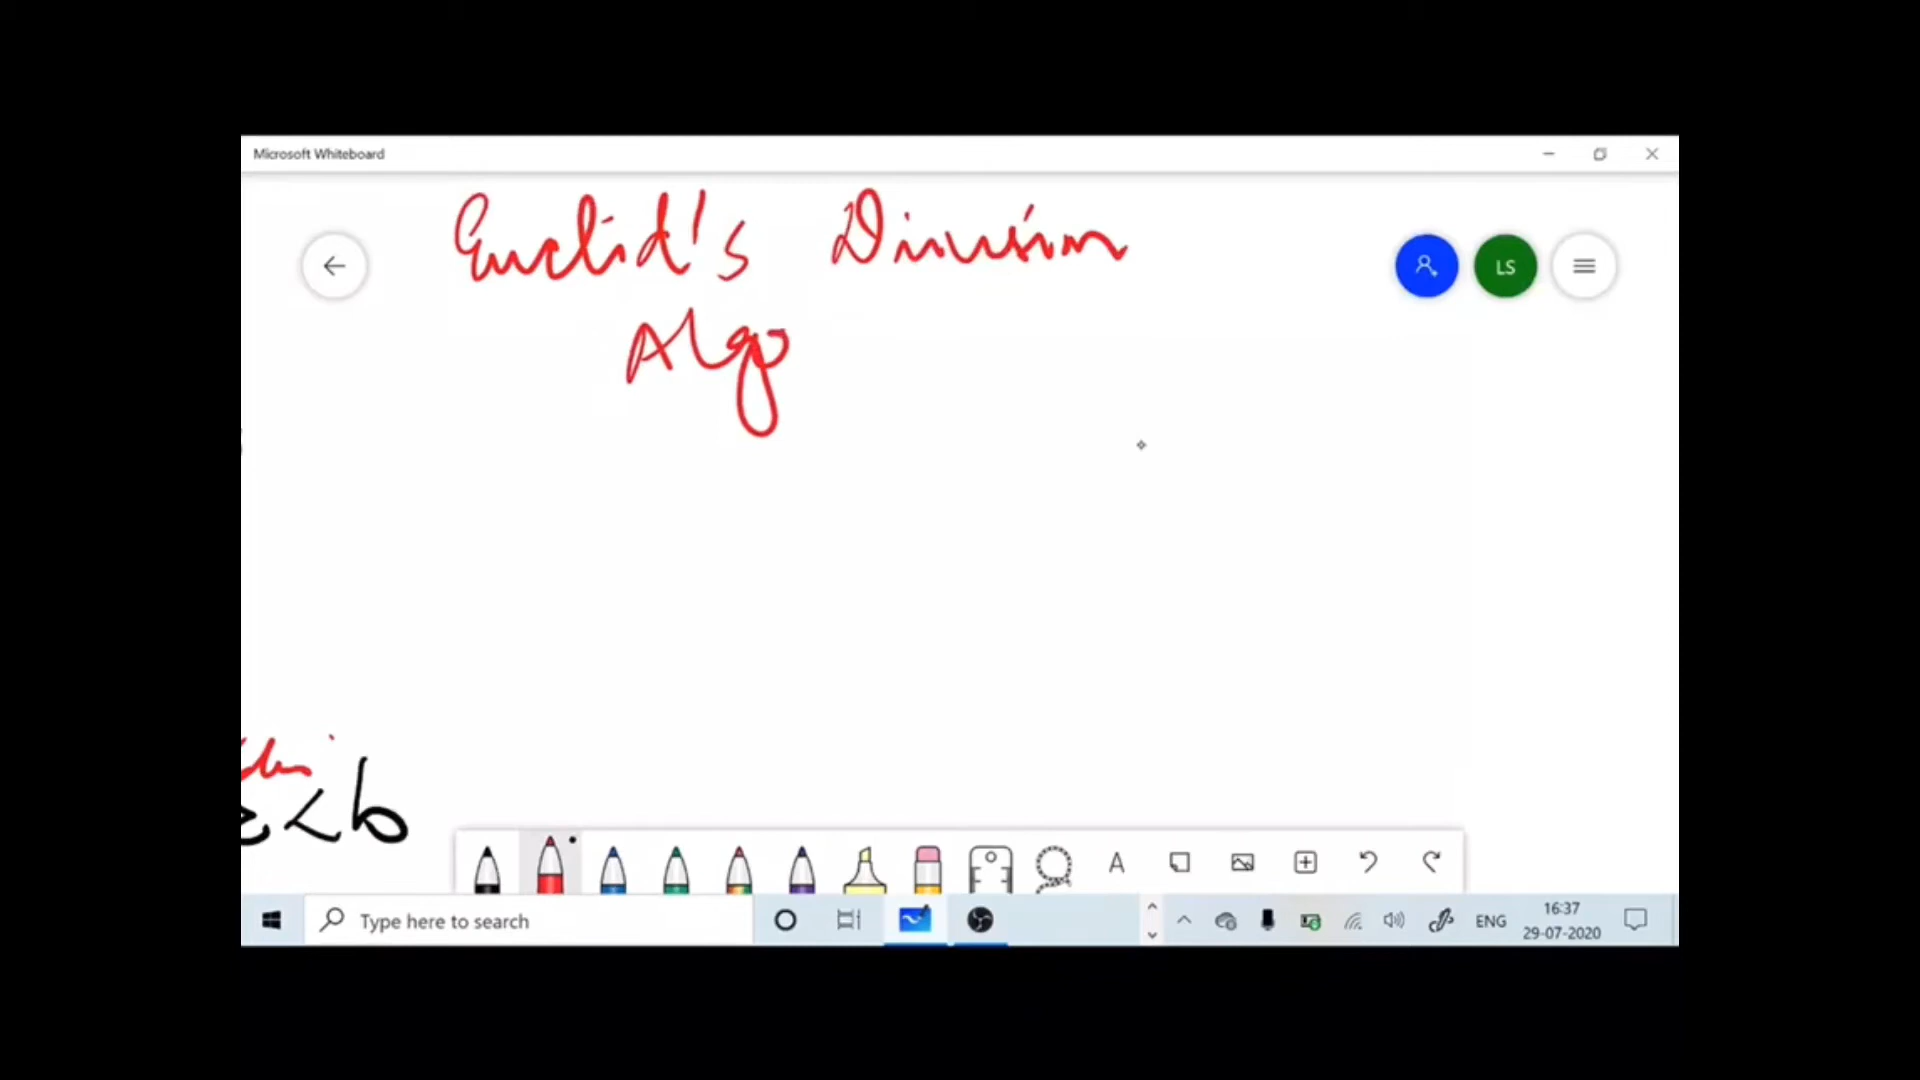 Microsoft Whiteboard
Euclid's Division
Algo
LS
< b
A
Type here to search
ENG
16:37
29-07-2020